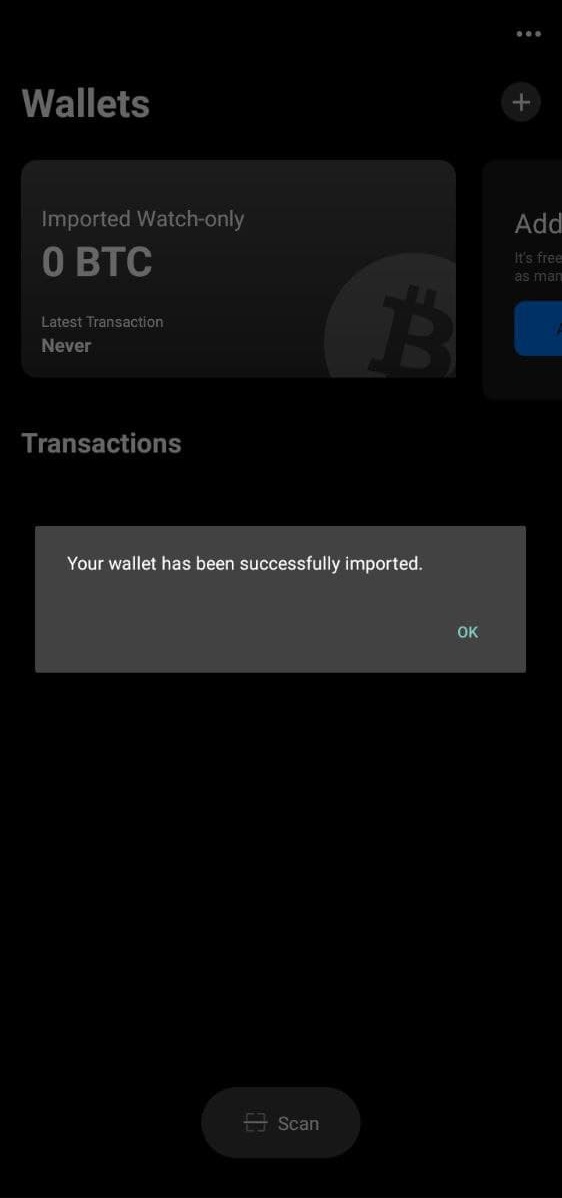 Wallets
Imported Watch-only
0 BTC
Latest Transaction
Never
Add
It's free
as man
Transactions
Your wallet has been successfully imported.
OK
Scan